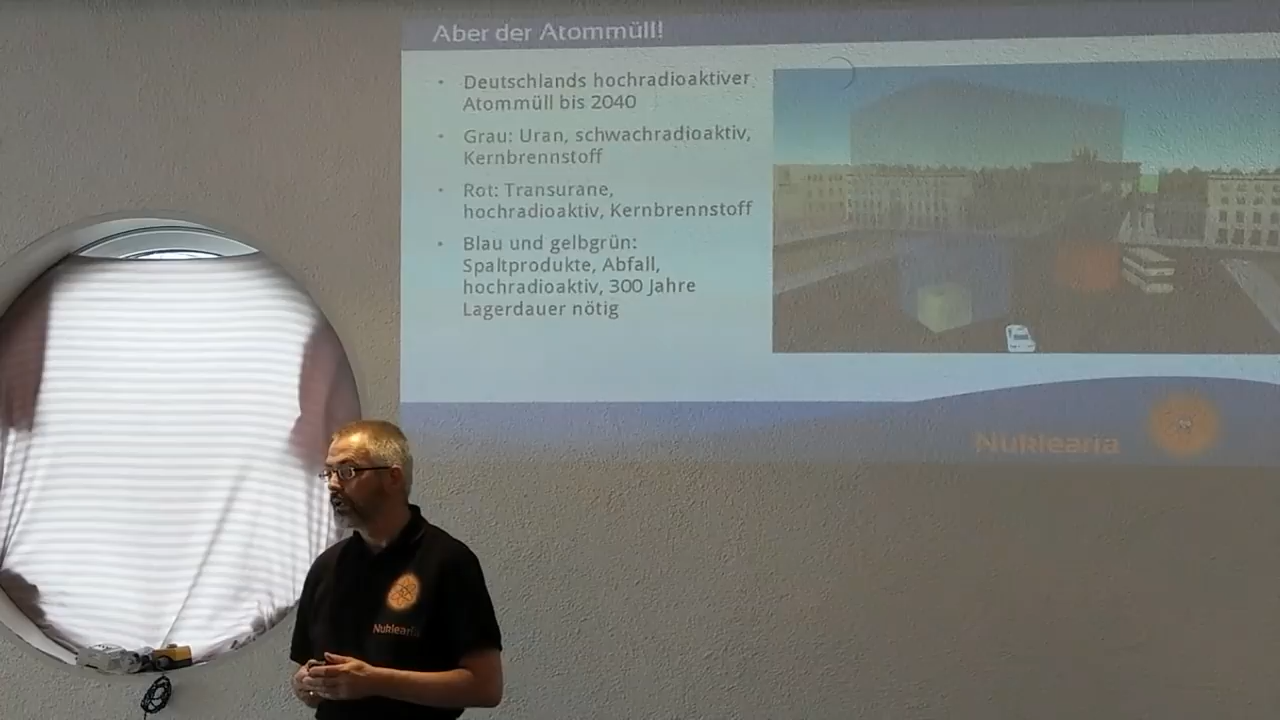 Aber der Atommüll!
• Deutschlands hochradioaktiver
Atommüll bis 2040
• Grau: Uran, schwachradioaktiv,
Kernbrennstoff
• Rot: Transurane,
hochradioaktiv, Kernbrennstoff
• Blau und gelbgrün:
Spaltprodukte, Abfall,
hochradioaktiv, 300 Jahre
Lagerdauer nötig
Nuklearia
Nuklearia